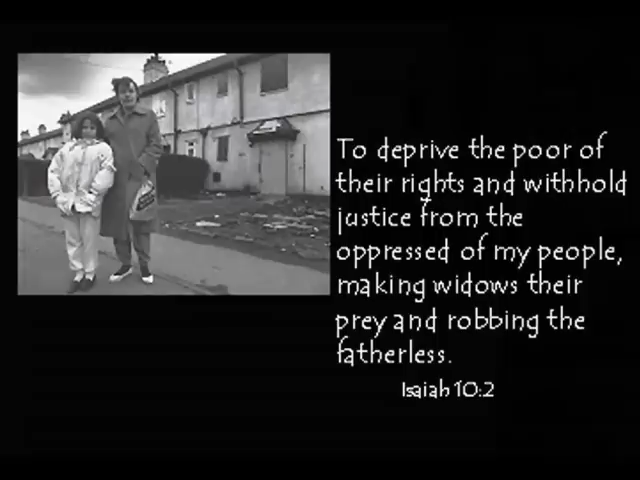 To deprive the poor of
their rights and withhold
justice from the
oppressed of my people,
making widows their
prey and robbing the
fatherless.
Isaiah 10:2